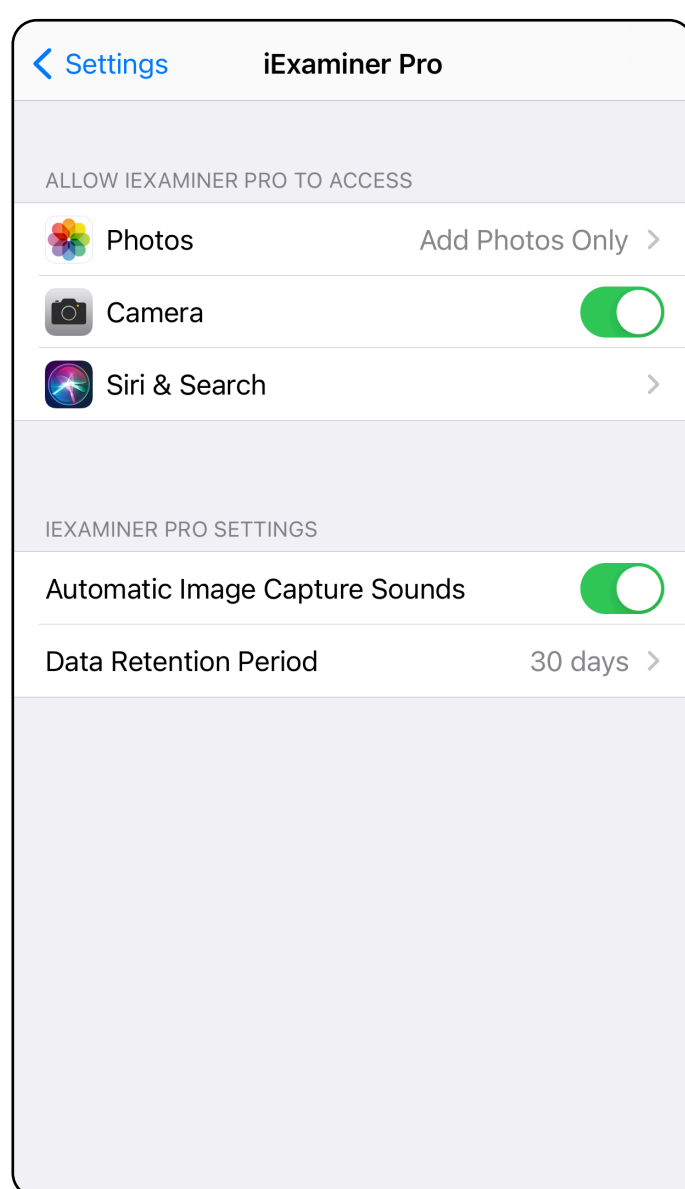 Settings iExaminer Pro
ALLOW IEXAMINER PRO TO ACCESS
Photos Add Photos Only
Camera
Siri & Search
IEXAMINER PRO SETTINGS
Automatic Image Capture Sounds
Data Retention Period 30 days